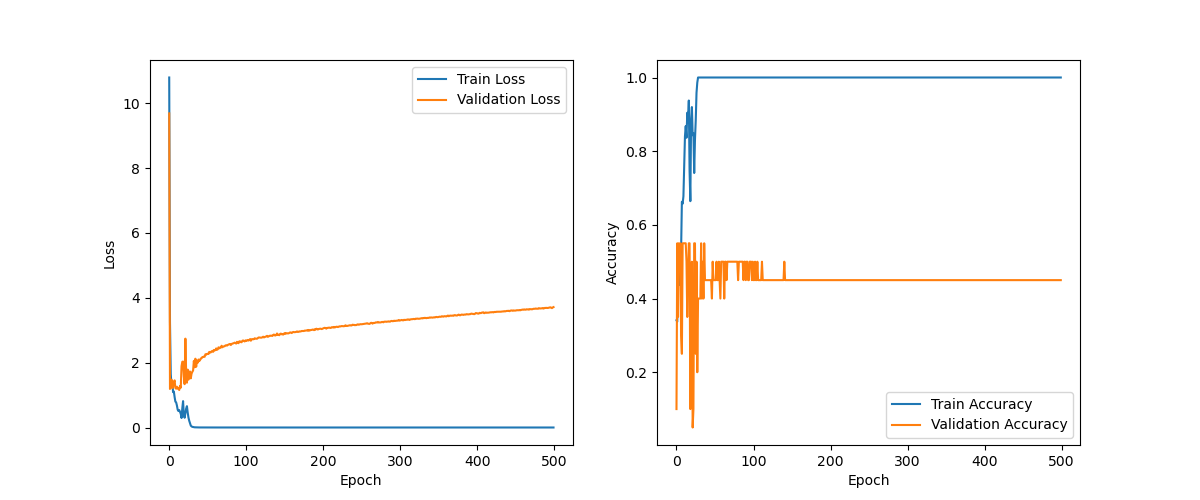 Train Loss
Validation Loss
10
8
6
4
2
0
Loss
0 100 200 300 400 500
Epoch
1.0
0.8
0.6
0.4
0.2
Accuracy
Train Accuracy
Validation Accuracy
0 100 200 300 400 500
Epoch